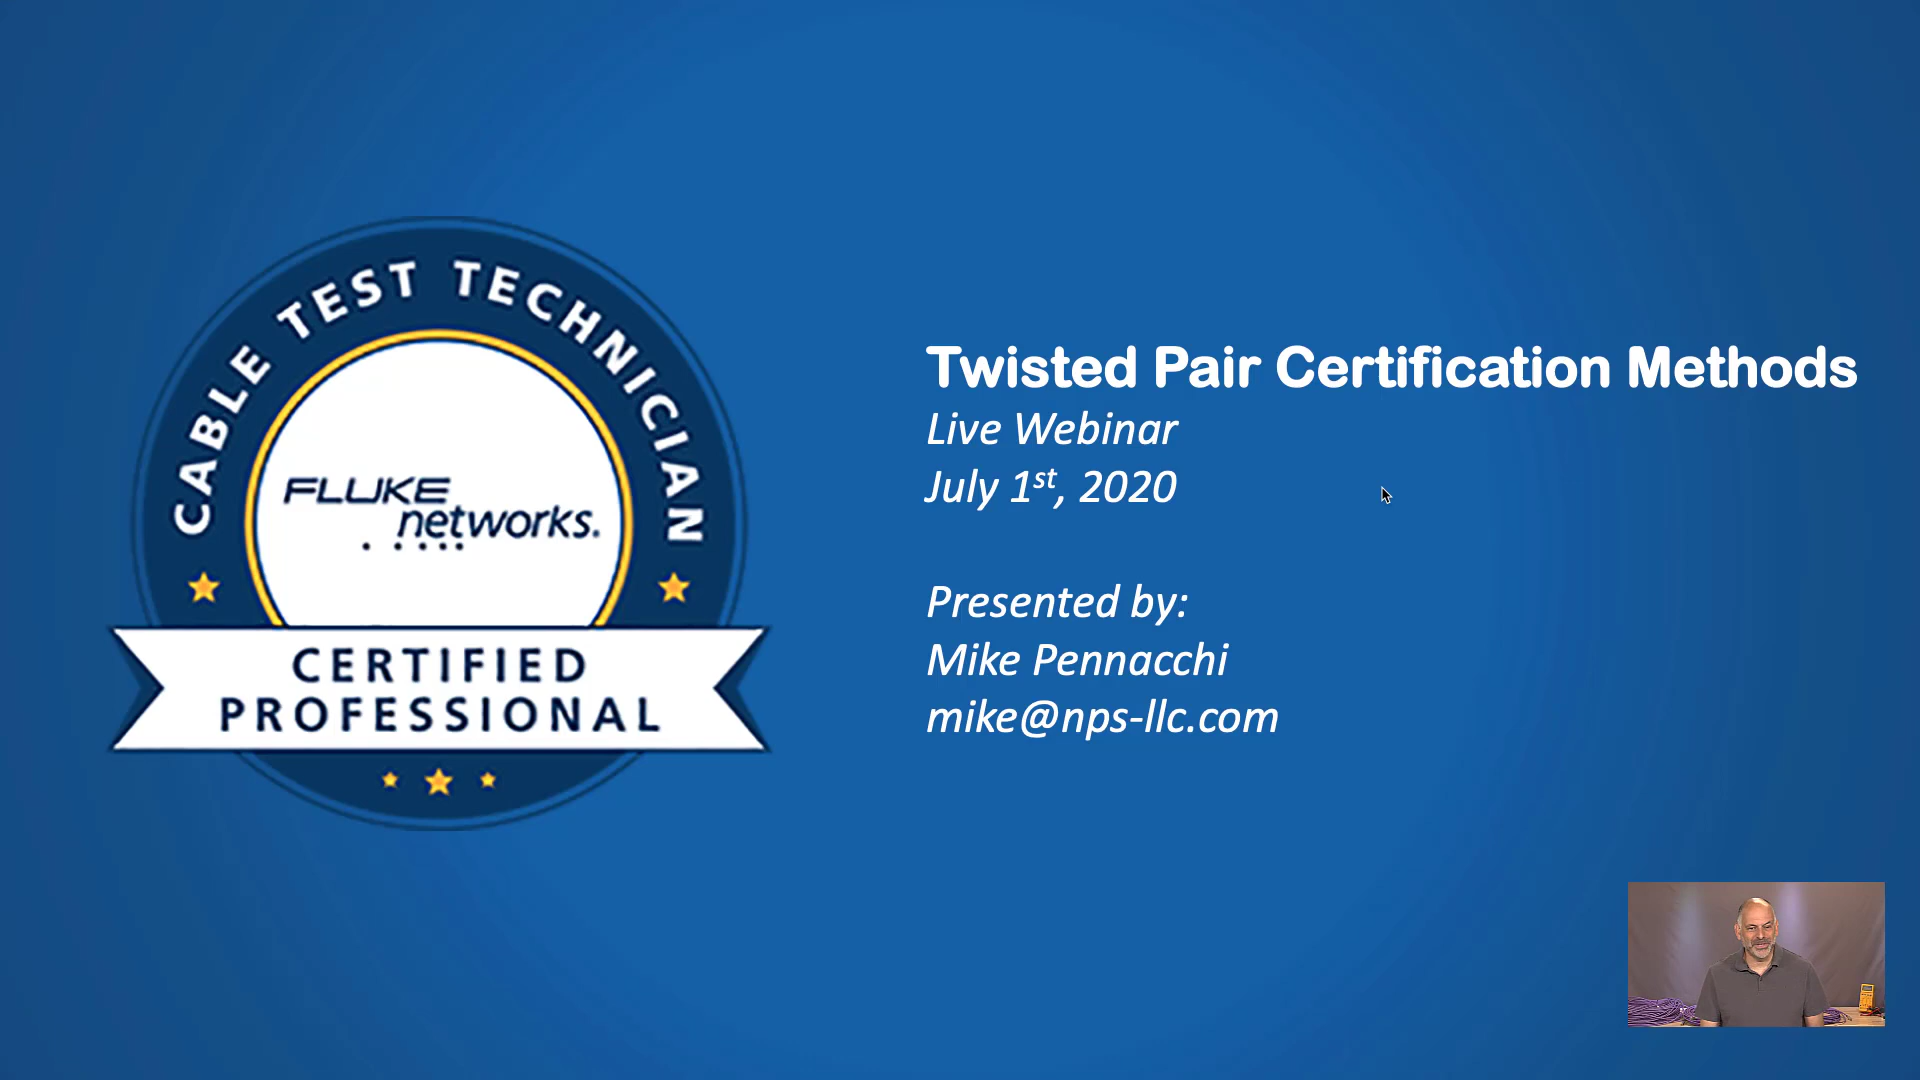 CABLE TEST TECHNICIAN
FLUKE
networks.
CERTIFIED
PROFESSIONAL
Twisted Pair Certification Methods
Live Webinar
July 1st, 2020
Presented by:
Mike Pennacchi
mike@nps-llc.com